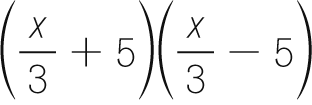 (x/3 + 5)(x/3 − 5)